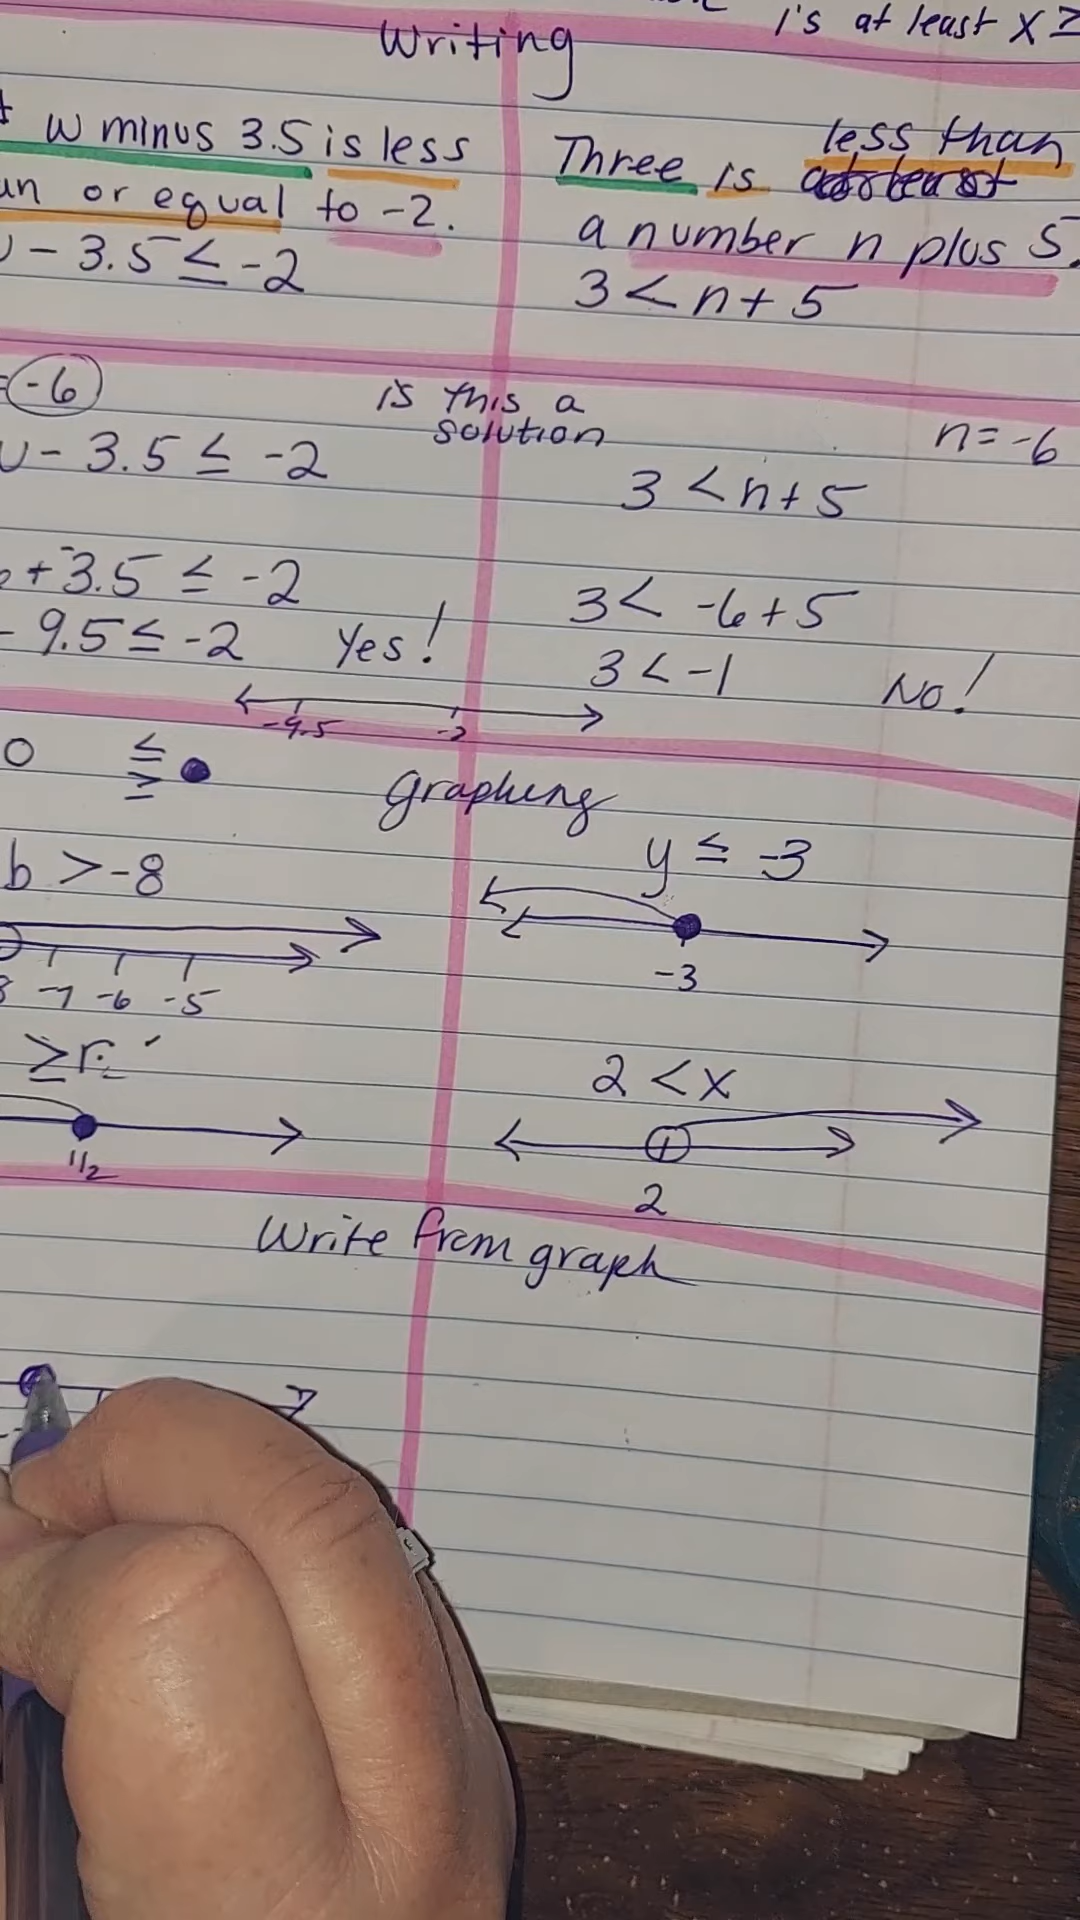 is at least x ≥
Writing
w minus 3.5 is less
or equal to -2.
- 3.5 ≤ -2
less than
Three is
a number n plus 5.
3 < n + 5
-6
is this a
solution
n = -6
- 3.5 ≤ -2
3 < n + 5
+ -3.5 ≤ -2
- 9.5 ≤ -2 Yes!
3 < -6 + 5
3 < -1 No!
-9.5 -2
≤
≥
Graphing
b > -8
y ≤ -3
-3
-7 -6 -5
≥ r
2 < x
1/2
2
Write from graph